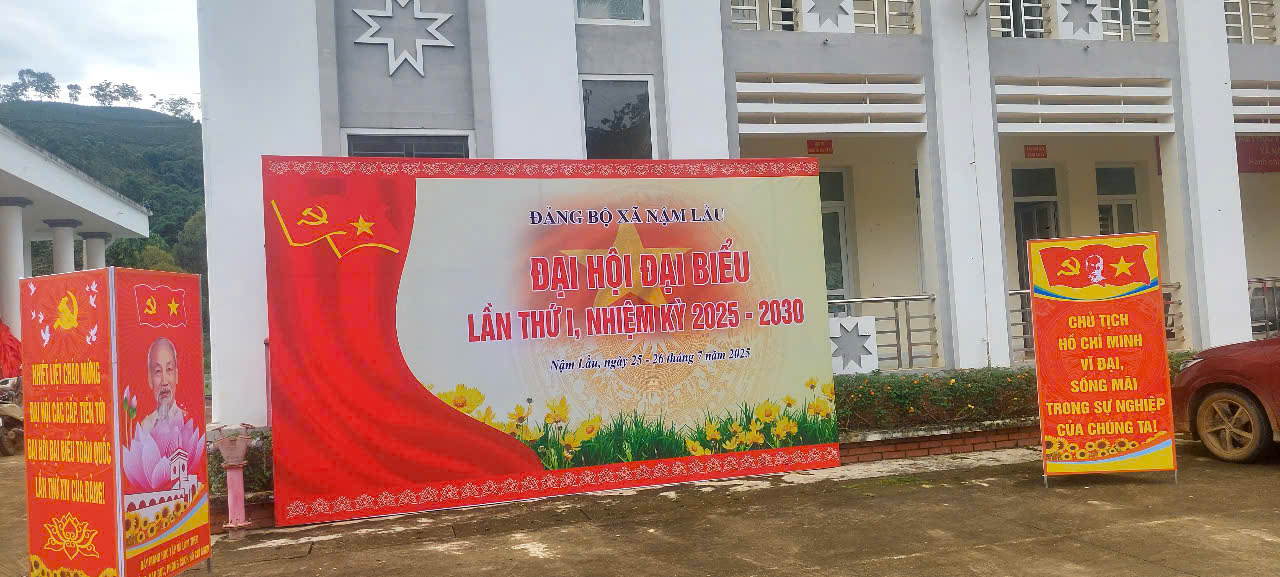 ĐẢNG BỘ XÃ NẬM LẦU
ĐẠI HỘI ĐẠI BIỂU
LẦN THỨ I, NHIỆM KỲ 2025 - 2030
Nậm Lầu, ngày 25 - 26 tháng 7 năm 2025
NHIỆT LIỆT CHÀO MỪNG
ĐẠI HỘI CÁC CẤP, TIẾN TỚI
ĐẠI HỘI ĐẠI BIỂU TOÀN QUỐC
LẦN THỨ XIV CỦA ĐẢNG!
CHỦ TỊCH
HỒ CHÍ MINH
VĨ ĐẠI,
SỐNG MÃI
TRONG SỰ NGHIỆP
CỦA CHÚNG TA!